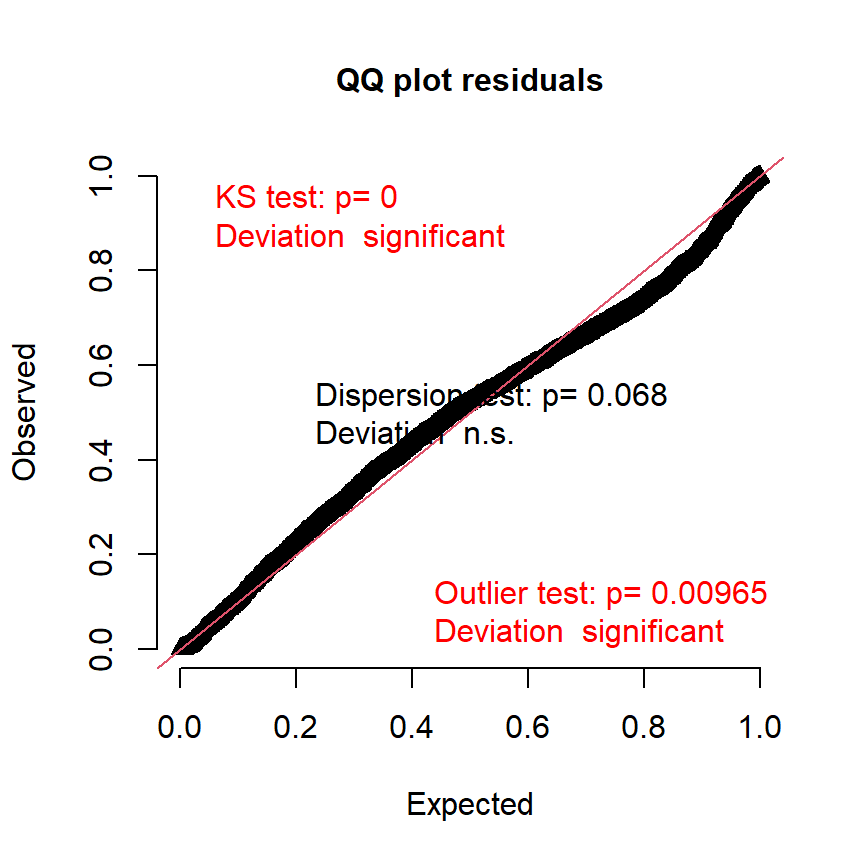 QQ plot residuals
KS test: p= 0
Deviation  significant
Dispersion test: p= 0.068
Deviation  n.s.
Outlier test: p= 0.00965
Deviation  significant
Observed
1.0
0.8
0.6
0.4
0.2
0.0
0.0 0.2 0.4 0.6 0.8 1.0
Expected